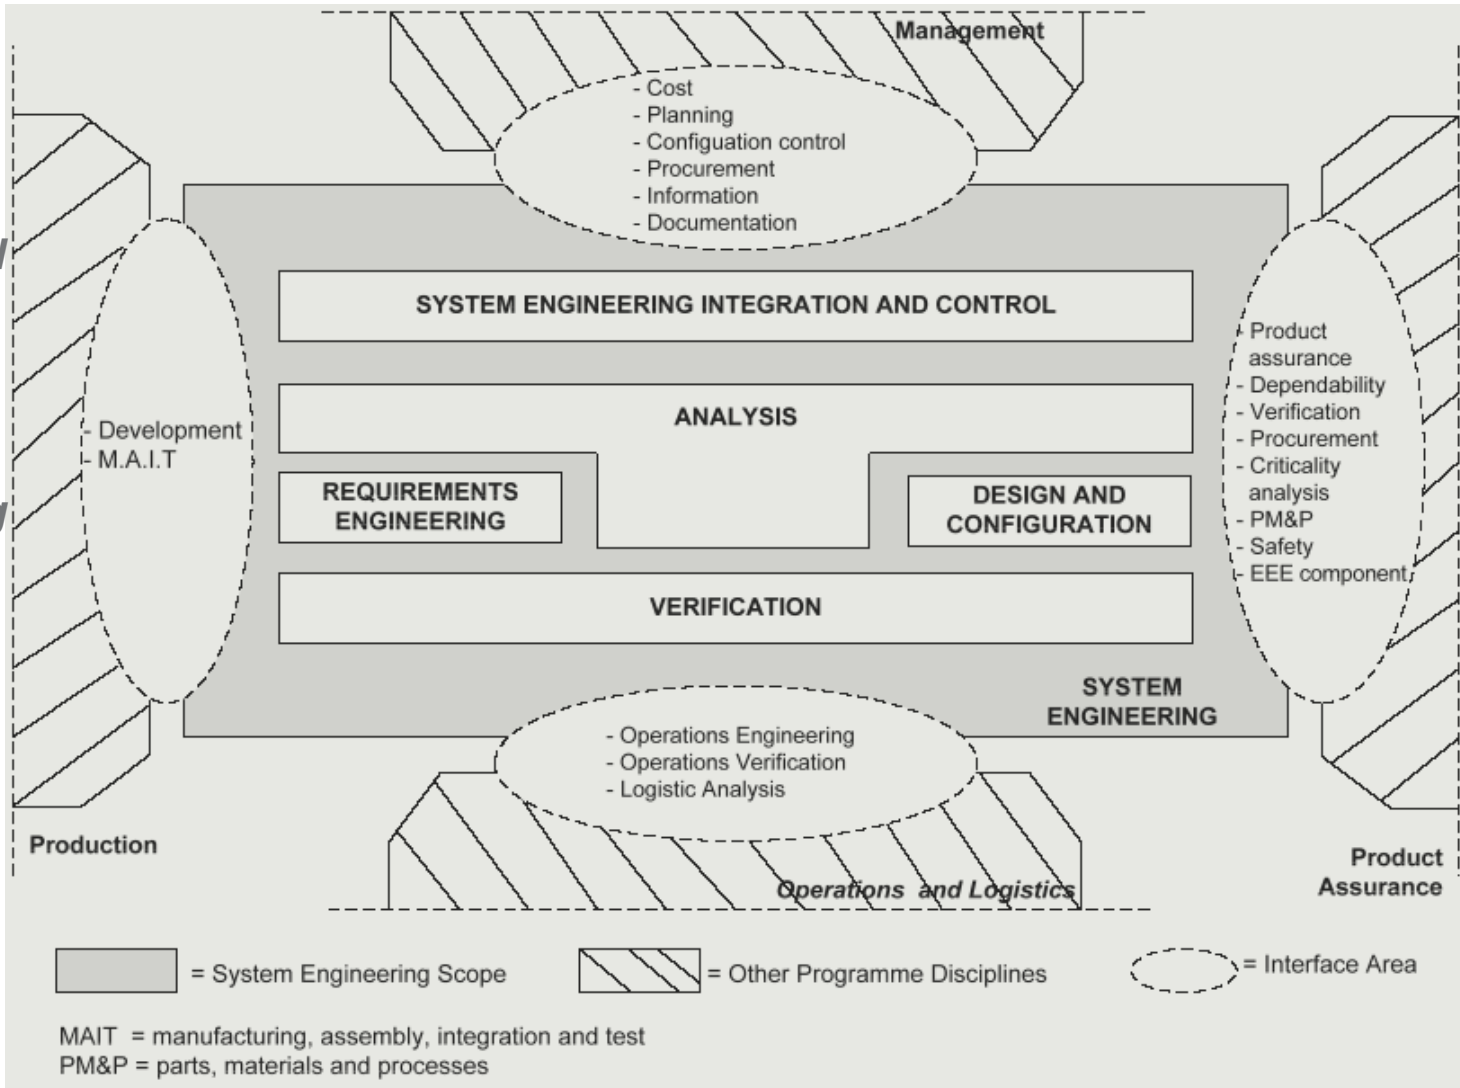 Management
- Cost
- Planning
- Configuation control
- Procurement
- Information
- Documentation
SYSTEM ENGINEERING INTEGRATION AND CONTROL
ANALYSIS
- Development
- M.A.I.T
REQUIREMENTS
ENGINEERING
DESIGN AND
CONFIGURATION
- Product
assurance
- Dependability
- Verification
- Procurement
- Criticality
analysis
- PM&P
- Safety
- EEE component
VERIFICATION
SYSTEM
ENGINEERING
- Operations Engineering
- Operations Verification
- Logistic Analysis
Production
Product
Assurance
Operations and Logistics
= System Engineering Scope
= Other Programme Disciplines
= Interface Area
MAIT = manufacturing, assembly, integration and test
PM&P = parts, materials and processes